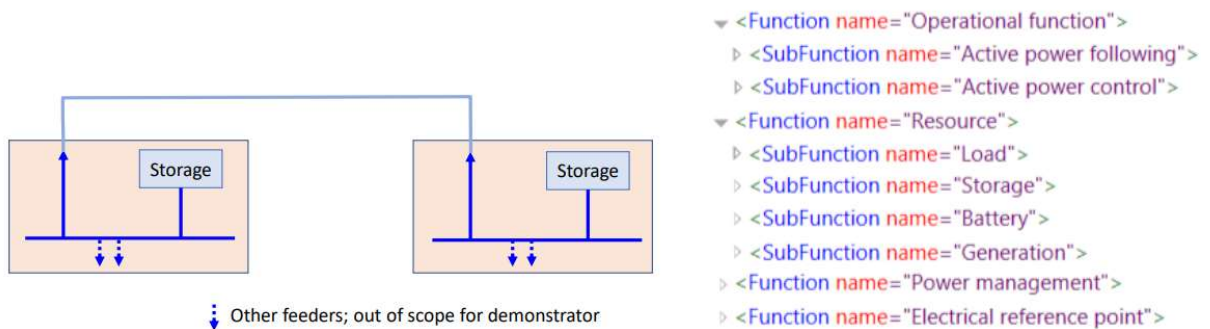 Storage
Storage
Other feeders; out of scope for demonstrator
<Function name="Operational function">
<SubFunction name="Active power following">
<SubFunction name="Active power control">
<Function name="Resource">
<SubFunction name="Load">
<SubFunction name="Storage">
<SubFunction name="Battery">
<SubFunction name="Generation">
<Function name="Power management">
<Function name="Electrical reference point">